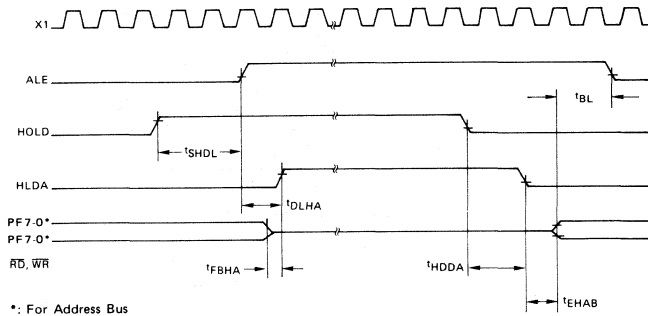 X1
ALE
tBL
HOLD
tSHDL
HLDA
tDLHA
PF7-0*
PF7-0*
RD, WR
tFBHA
tHDDA
tEHAB
*: For Address Bus